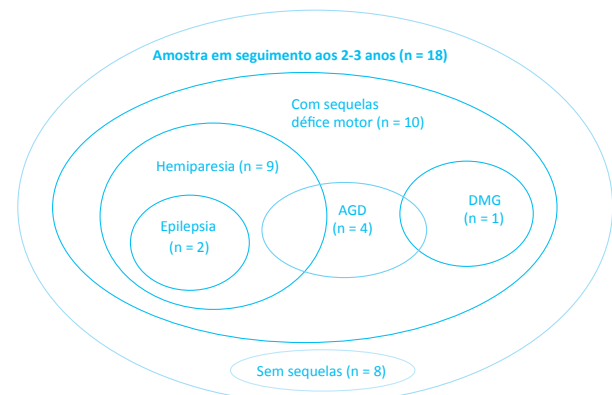 Amostra em seguimento aos 2-3 anos (n = 18)
Com sequelas
défice motor (n = 10)
Hemiparesia (n = 9)
Epilepsia
(n = 2)
AGD
(n = 4)
DMG
(n = 1)
Sem sequelas (n = 8)